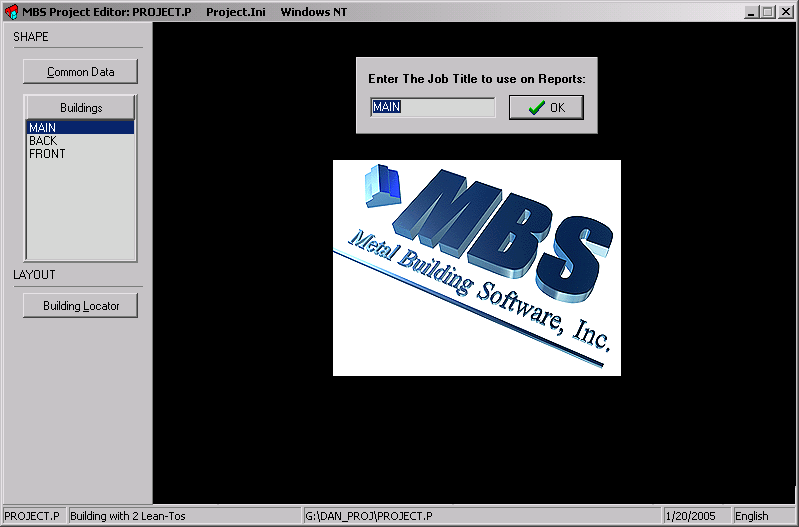 MBS Project Editor: PROJECT.P Project.Ini Windows NT
SHAPE
Common Data
Buildings
MAIN
BACK
FRONT
LAYOUT
Building Locator
Enter The Job Title to use on Reports:
MAIN
OK
MBS
Metal Building Software, Inc.
PROJECT.P
Building with 2 Lean-Tos
G:\DAN_PROJ\PROJECT.P
1/20/2005
English